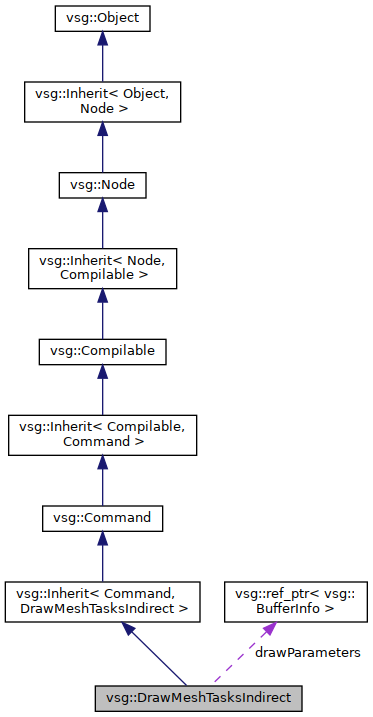 vsg::Object
vsg::Inherit< Object,
Node >
vsg::Node
vsg::Inherit< Node,
Compilable >
vsg::Compilable
vsg::Inherit< Compilable,
Command >
vsg::Command
vsg::Inherit< Command,
DrawMeshTasksIndirect >
vsg::ref_ptr< vsg::
BufferInfo >
drawParameters
vsg::DrawMeshTasksIndirect